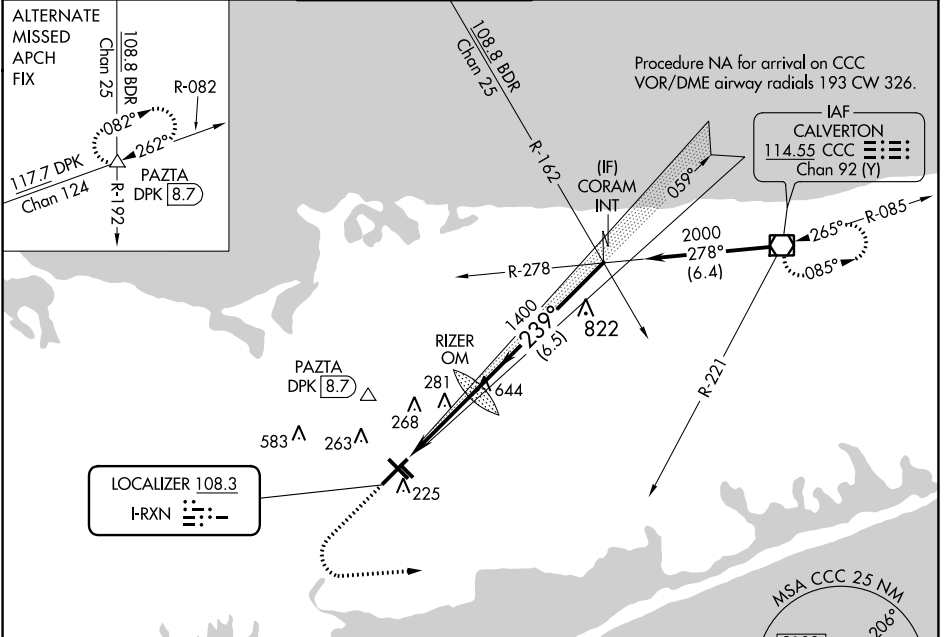 ALTERNATE
MISSED
APCH
FIX
108.8 BDR
Chan 25
R-082
082°
262°
117.7 DPK
Chan 124
PAZTA
DPK 8.7
R-192
108.8 BDR
Chan 25
R-162
Procedure NA for arrival on CCC
VOR/DME airway radials 193 CW 326.
IAF
CALVERTON
114.55 CCC
Chan 92 (Y)
(IF)
CORAM
INT
059°
2000
278°
(6.4)
265°
R-085
085°
R-278
R-221
1400
239°
(6.5)
822
RIZER
OM
644
PAZTA
DPK 8.7
281
268
583
263
225
LOCALIZER 108.3
I-RXN
MSA CCC 25 NM
206°